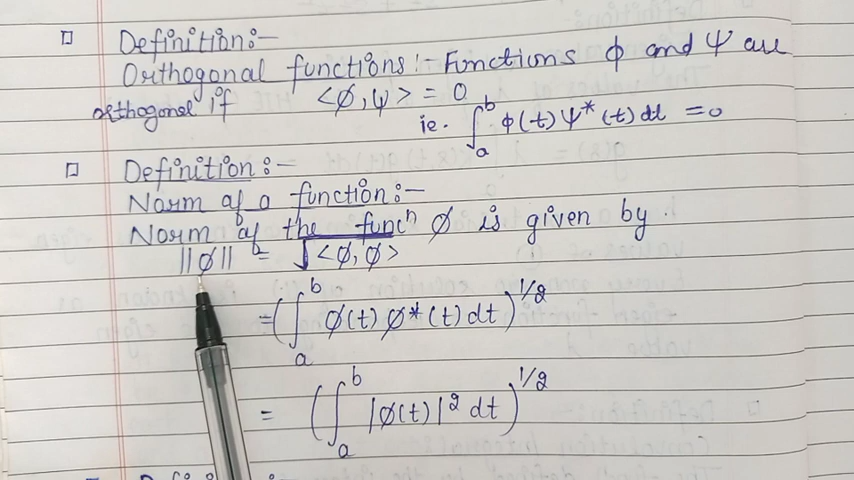 Definition:-
Orthogonal functions:- Functions ϕ and ψ are
orthogonal if <ϕ,ψ> = 0
ie. ∫_a^b ϕ(t)ψ*(t)dt = 0
Definition:-
Norm of a function:-
Norm of the funcⁿ ϕ is given by.
||ϕ|| = √<ϕ,ϕ>
= (∫_a^b ϕ(t)ϕ*(t)dt)^1/2
= (∫_a^b |ϕ(t)|² dt)^1/2